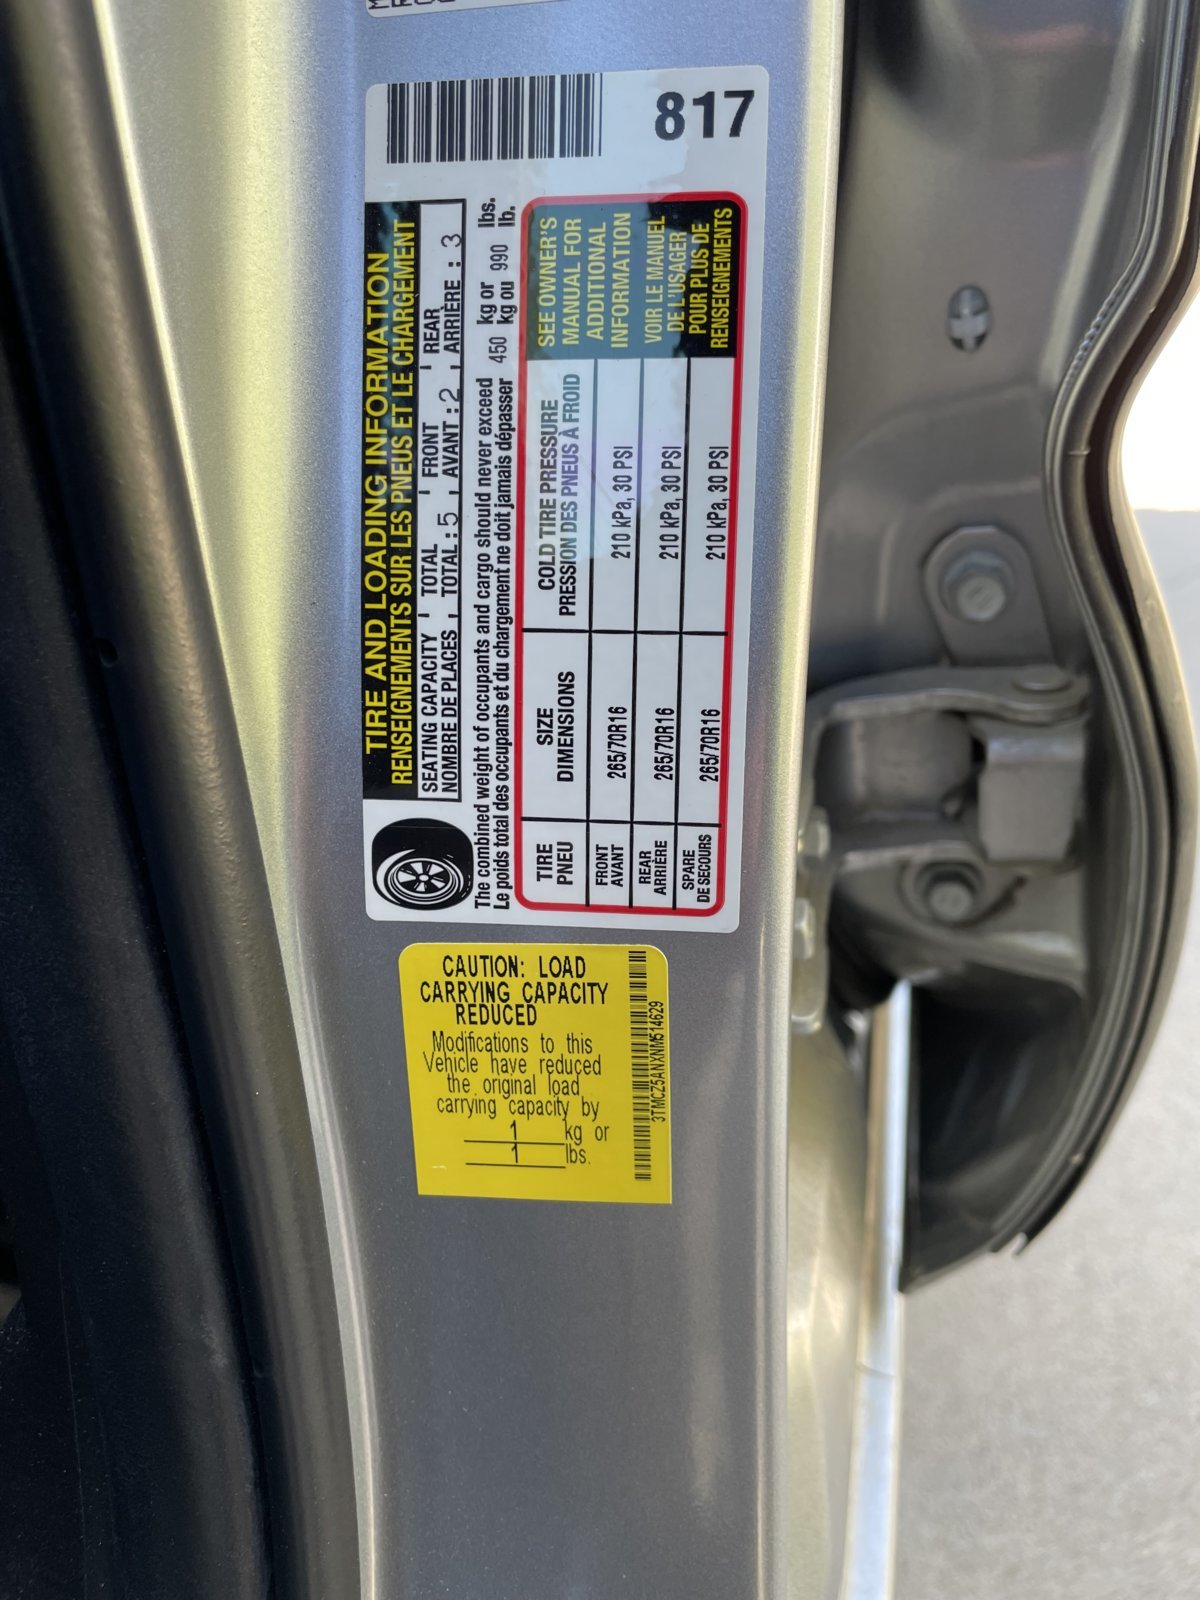 817
TIRE AND LOADING INFORMATION
RENSEIGNEMENTS SUR LES PNEUS ET LE CHARGEMENT
SEATING CAPACITY TOTAL FRONT REAR
NOMBRE DE PLACES TOTAL : 5 AVANT : 2 ARRIÈRE : 3
The combined weight of occupants and cargo should never exceed 450 kg or 990 lbs.
Le poids total des occupants et du chargement ne doit jamais dépasser kg ou lb.
TIRE SIZE COLD TIRE PRESSURE
PNEU DIMENSIONS PRESSION DES PNEUS À FROID
FRONT
AVANT 265/70R16 210 kPa, 30 PSI
REAR
ARRIÈRE 265/70R16 210 kPa, 30 PSI
SPARE
DE SECOURS 265/70R16 210 kPa, 30 PSI
SEE OWNER'S
MANUAL FOR
ADDITIONAL
INFORMATION
VOIR LE MANUEL
DE L'USAGER
POUR PLUS DE
RENSEIGNEMENTS
CAUTION: LOAD
CARRYING CAPACITY
REDUCED
Modifications to this
Vehicle have reduced
the original load
carrying capacity by
1 kg or
1 lbs.
3TMCZ5ANXNM514629